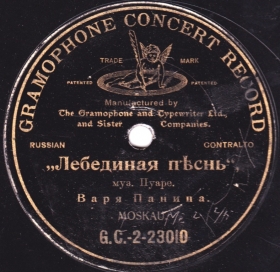 GRAMOPHONE CONCERT RECORD
TRADE MARK
PATENTED PATENTED
Manufactured by
The Gramophone and Typewriter Ltd.
and Sister Companies.
RUSSIAN CONTRALTO
„Лебединая пѣснь“
муз. Пуаре.
Варя Панина.
MOSKAU
G.C.-2-23010